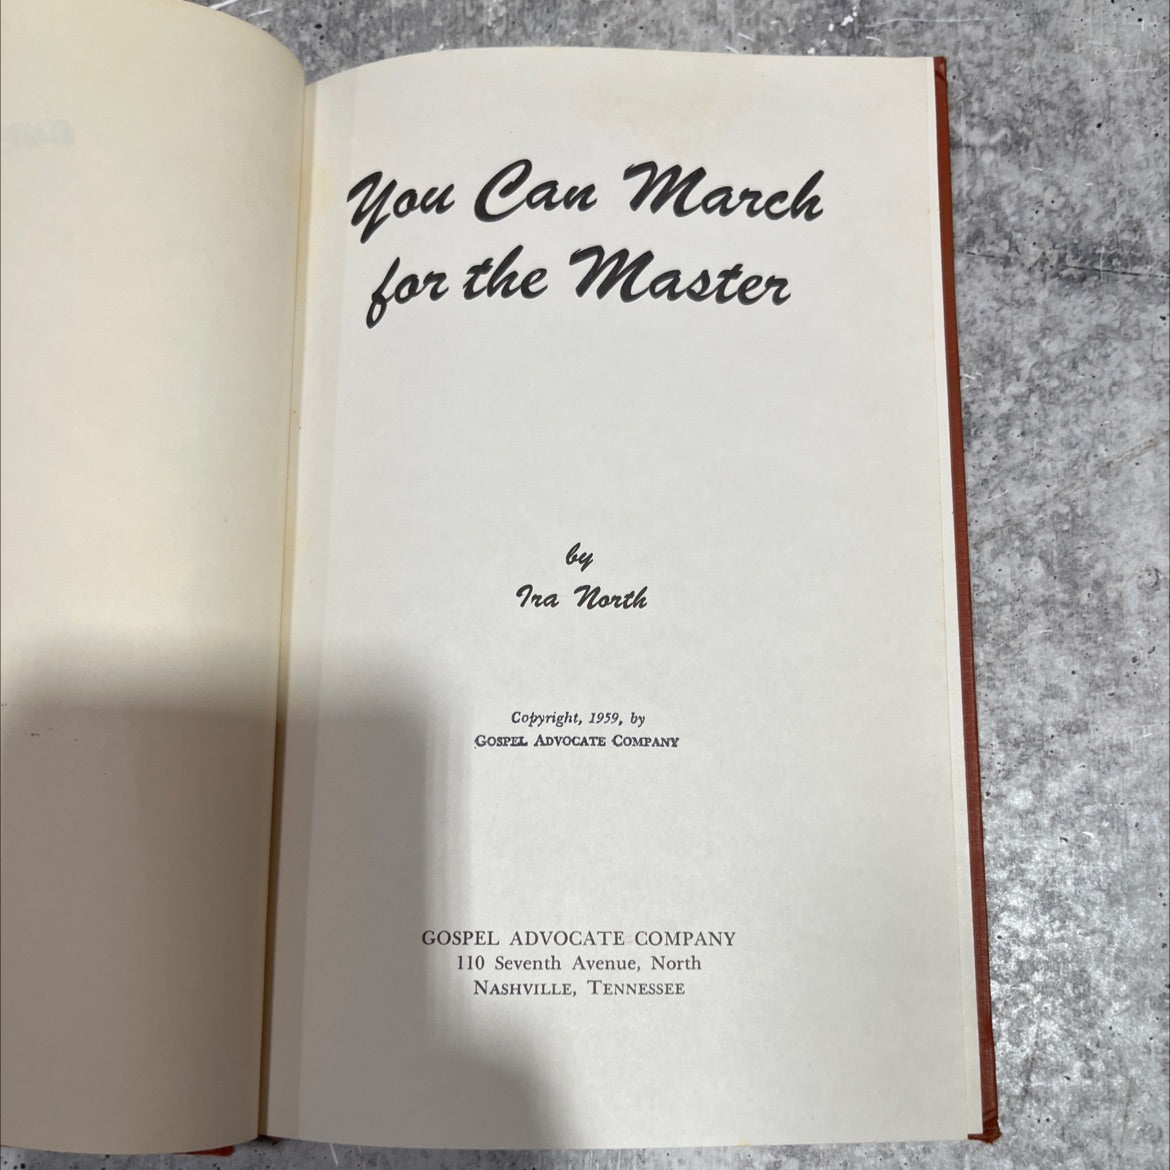 You Can March
for the Master
by
Ira North
Copyright, 1959, by
GOSPEL ADVOCATE COMPANY
GOSPEL ADVOCATE COMPANY
110 Seventh Avenue, North
NASHVILLE, TENNESSEE